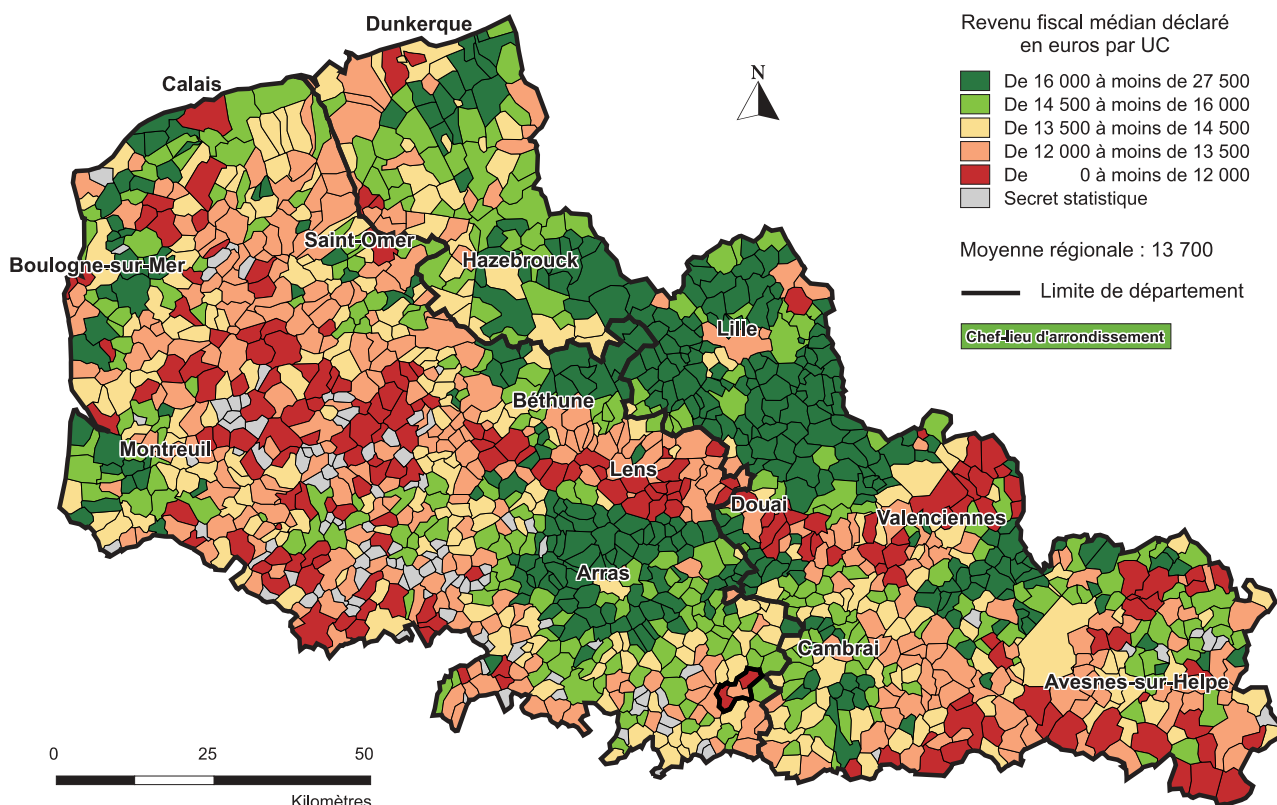 Dunkerque
Calais
N
Saint-Omer
Boulogne-sur-Mer
Hazebrouck
Lille
Béthune
Montreuil
Lens
Douai
Valenciennes
Arras
Cambrai
Avesnes-sur-Helpe
Revenu fiscal médian déclaré
en euros par UC
De 16 000 à moins de 27 500
De 14 500 à moins de 16 000
De 13 500 à moins de 14 500
De 12 000 à moins de 13 500
De 0 à moins de 12 000
Secret statistique
Moyenne régionale : 13 700
Limite de département
Chef-lieu d'arrondissement
0 25 50
Kilomètres